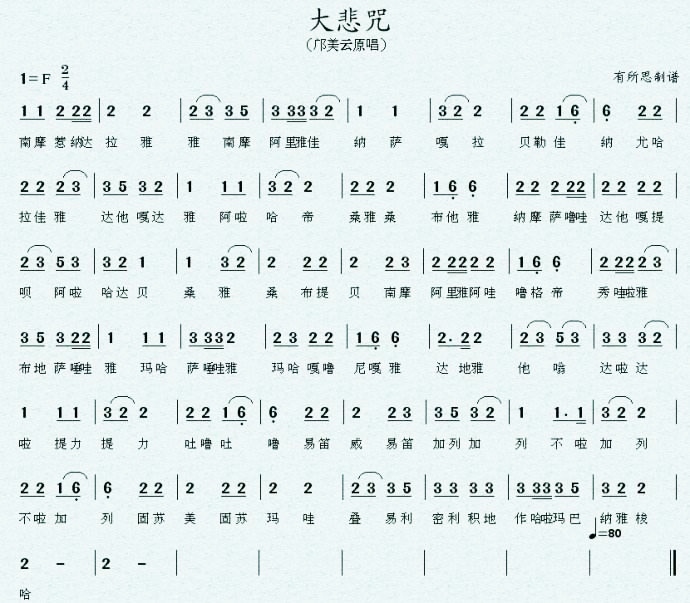 大悲咒
（邝美云原唱）
1=F 2/4
有所思制谱
1 1 2 2 2 | 2 2 | 2 3 3 5 | 3 3 3 3 2 | 2 2 | 3 2 2 | 2 2 1 6 | 6 2 2
南摩惹纳达 拉雅 雅南摩 阿里雅佳 纳萨 嘎拉 贝勒佳 纳尤哈
2 2 2 3 | 3 5 3 2 | 2 1 1 | 3 2 2 | 2 2 2 | 1 6 6 | 2 2 2 2 2 | 2 2 2 2
拉佳雅 达他嘎达 雅阿啦 哈帝 桑雅桑 布他雅 纳摩萨噜哇 达他嘎提
2 3 5 3 | 3 2 1 | 1 3 2 | 2 2 2 | 2 2 2 | 2 2 2 2 2 | 1 6 6 | 2 2 2 2 3
呗阿啦 哈达贝 桑雅 桑布提 贝南摩 阿里雅阿哇 噜格帝 秀哇啦雅
3 5 3 2 2 | 1 1 1 | 3 3 3 2 | 1 2 3 2 | 1 6 6 | 2. 2 2 | 2 3 5 3 | 3 2 2
布地萨唾哇 雅玛哈 萨唾哇雅 玛哈嘎噜 尼嘎雅 达地雅 他嗡 达啦达
1 1 1 | 3 2 2 | 2 2 1 6 | 6 2 2 | 2 2 3 | 3 5 3 2 | 1 1. 1 | 3 2 2
啦提力 提力 吐噜吐 噜易笛 威易笛 加列加 列不啦 加列
2 2 1 6 | 6 2 2 | 2 2 2 | 2 2 | 2 3 3 5 | 3 3 3 2 | 3 3 3 3 5 | 3 2 2
不啦加 列固苏 美固苏 玛哇 叠易利 密利积地 作哈啦玛巴 纳雅梭
♩=80
2 – | 2 – | | | | | | ‖
哈